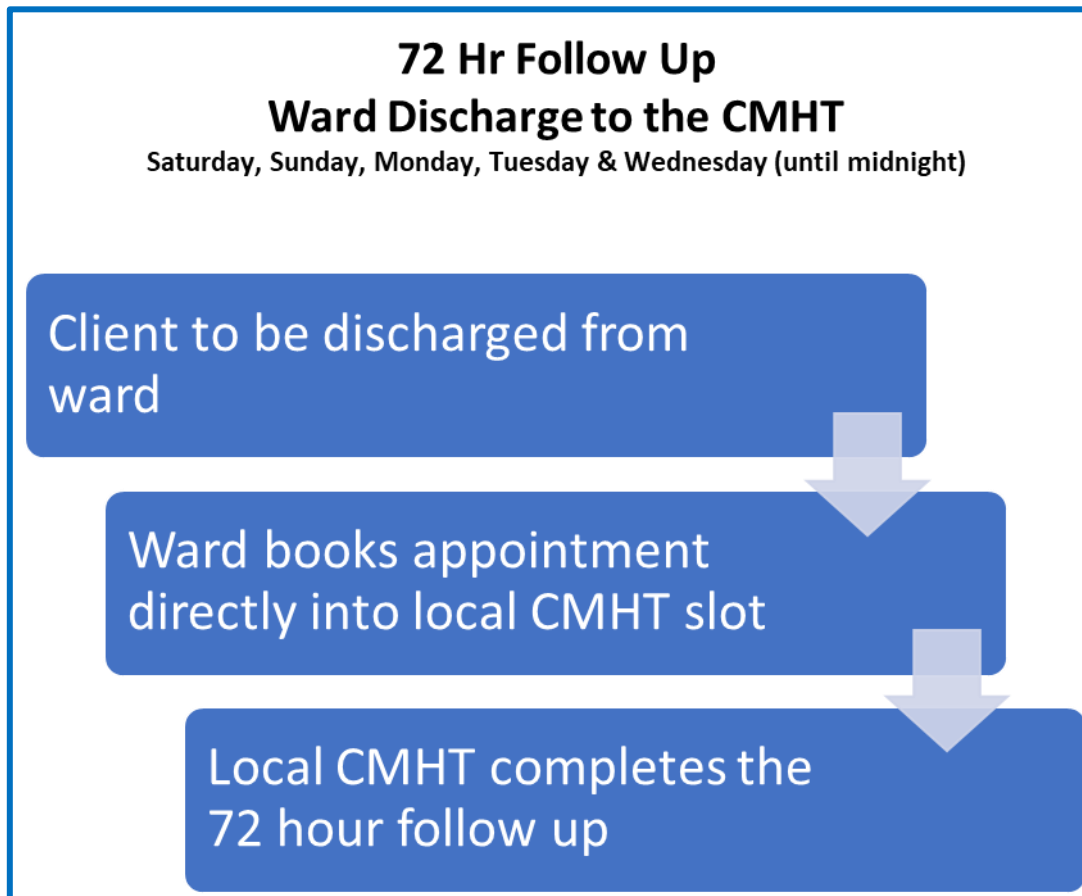 72 Hr Follow Up
Ward Discharge to the CMHT
Saturday, Sunday, Monday, Tuesday & Wednesday (until midnight)
Client to be discharged from
ward
Ward books appointment
directly into local CMHT slot
Local CMHT completes the
72 hour follow up